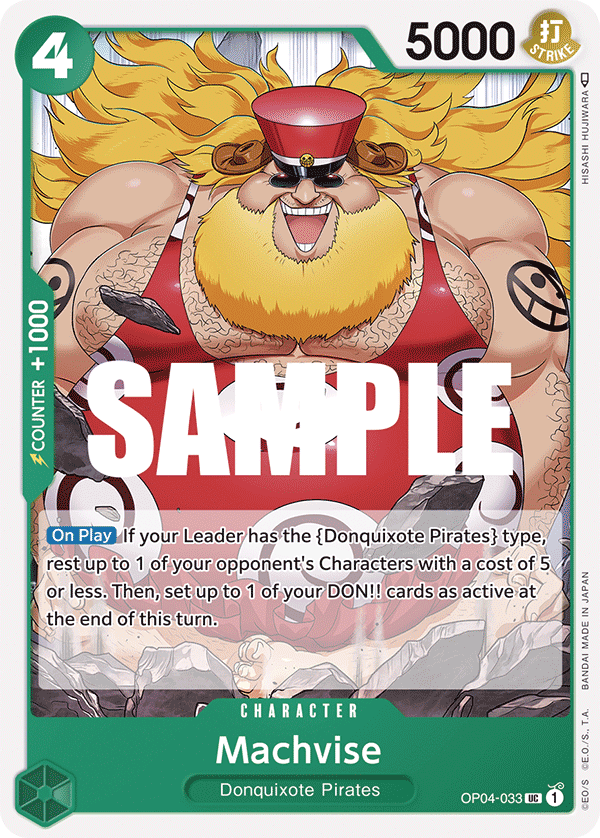 4
5000
打
STRIKE
HISASHI HUJIWARA
COUNTER +1000
SAMPLE
On Play If your Leader has the {Donquixote Pirates} type,
rest up to 1 of your opponent's Characters with a cost of 5
or less. Then, set up to 1 of your DON!! cards as active at
the end of this turn.
CHARACTER
Machvise
Donquixote Pirates
OP04-033 UC 1
©EO/S ©E.O./S., T.A. BANDAI MADE IN JAPAN